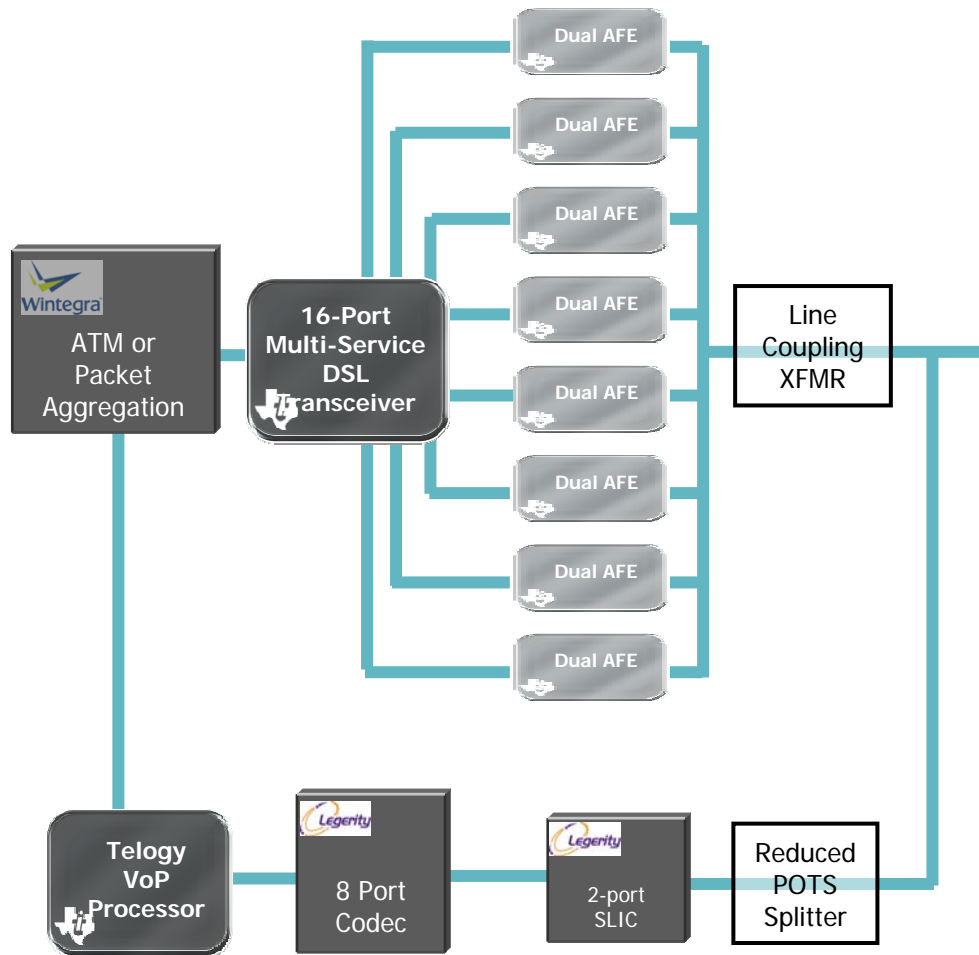 Dual AFE
Dual AFE
Dual AFE
Dual AFE
Dual AFE
Dual AFE
Dual AFE
Dual AFE
Wintegra
ATM or
Packet
Aggregation
16-Port
Multi-Service
DSL
Transceiver
Line
Coupling
XFMR
Telogy
VoP
Processor
Legerity
8 Port
Codec
Legerity
2-port
SLIC
Reduced
POTS
Splitter